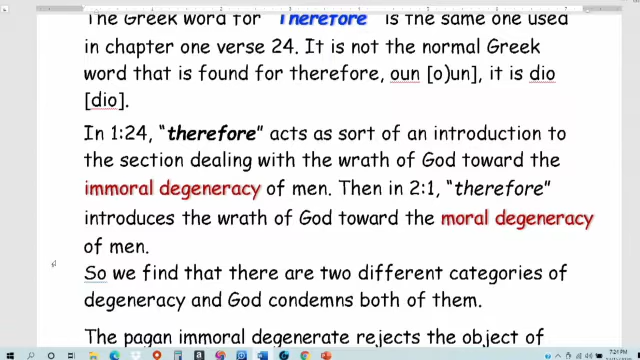 The Greek word for "Therefore" is the same one used
in chapter one verse 24. It is not the normal Greek
word that is found for therefore, oun [o)un], it is dio
[dio].
In 1:24, "therefore" acts as sort of an introduction to
the section dealing with the wrath of God toward the
immoral degeneracy of men. Then in 2:1, "therefore"
introduces the wrath of God toward the moral degeneracy
of men.
So we find that there are two different categories of
degeneracy and God condemns both of them.
The pagan immoral degenerate rejects the object of
7:21 PM